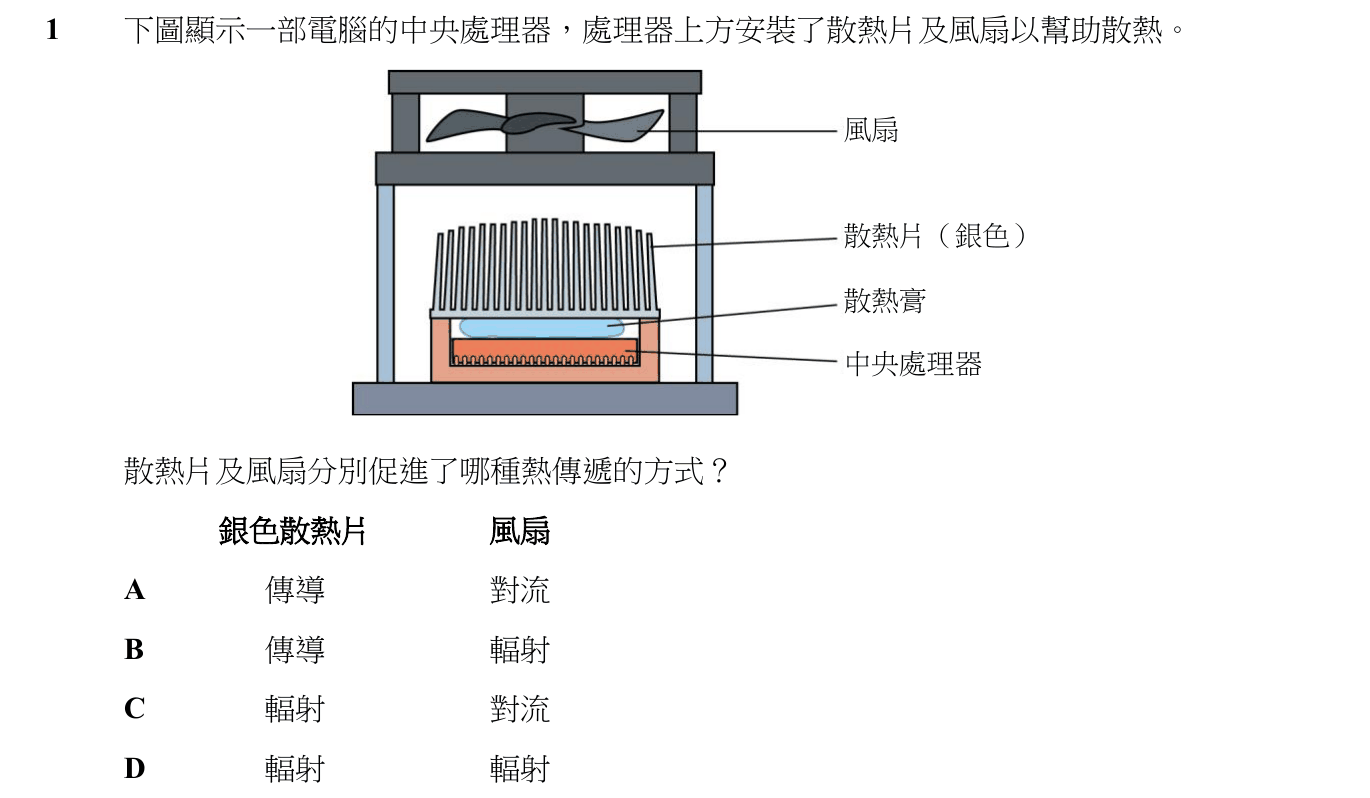 1 下圖顯示一部電腦的中央處理器，處理器上方安裝了散熱片及風扇以幫助散熱。
風扇
散熱片（銀色）
散熱膏
中央處理器
散熱片及風扇分別促進了哪種熱傳遞的方式？
銀色散熱片 風扇
A 傳導 對流
B 傳導 輻射
C 輻射 對流
D 輻射 輻射